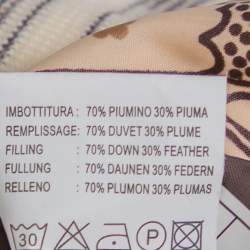 IMBOTTITURA : 70% PIUMINO 30% PIUMA
REMPLISSAGE: 70% DUVET 30% PLUME
FILLING : 70% DOWN 30% FEATHER
FULLUNG : 70% DAUNEN 30% FEDERN
RELLENO : 70% PLUMON 30% PLUMAS
30 P